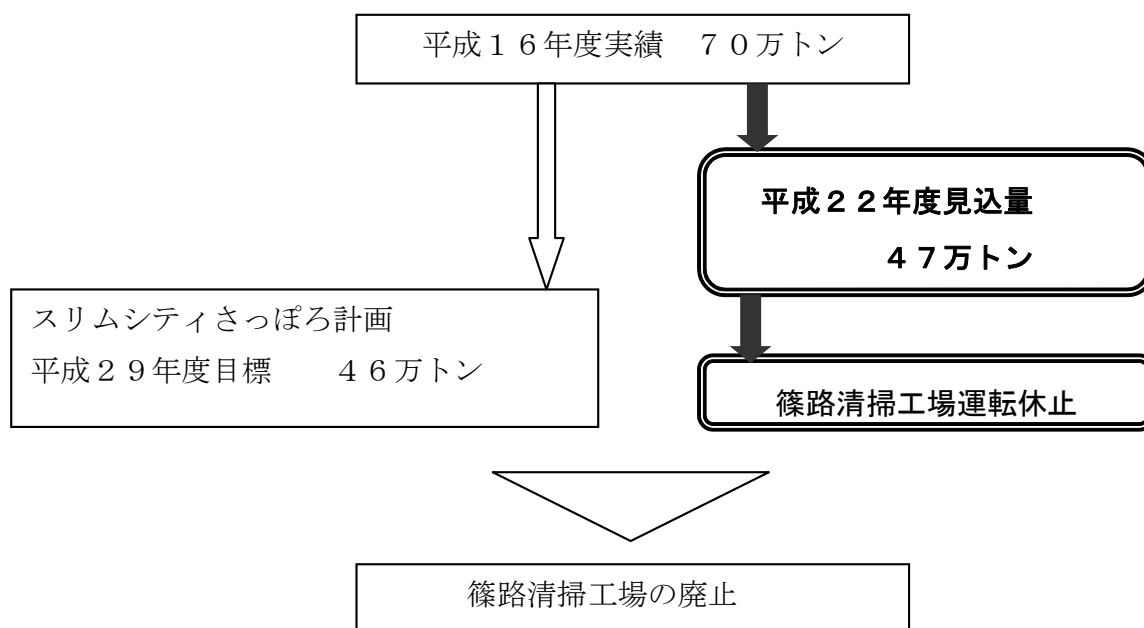 平成１６年度実績　７０万トン
平成２２年度見込量
４７万トン
スリムシティさっぽろ計画
平成２９年度目標　　４６万トン
篠路清掃工場運転休止
篠路清掃工場の廃止